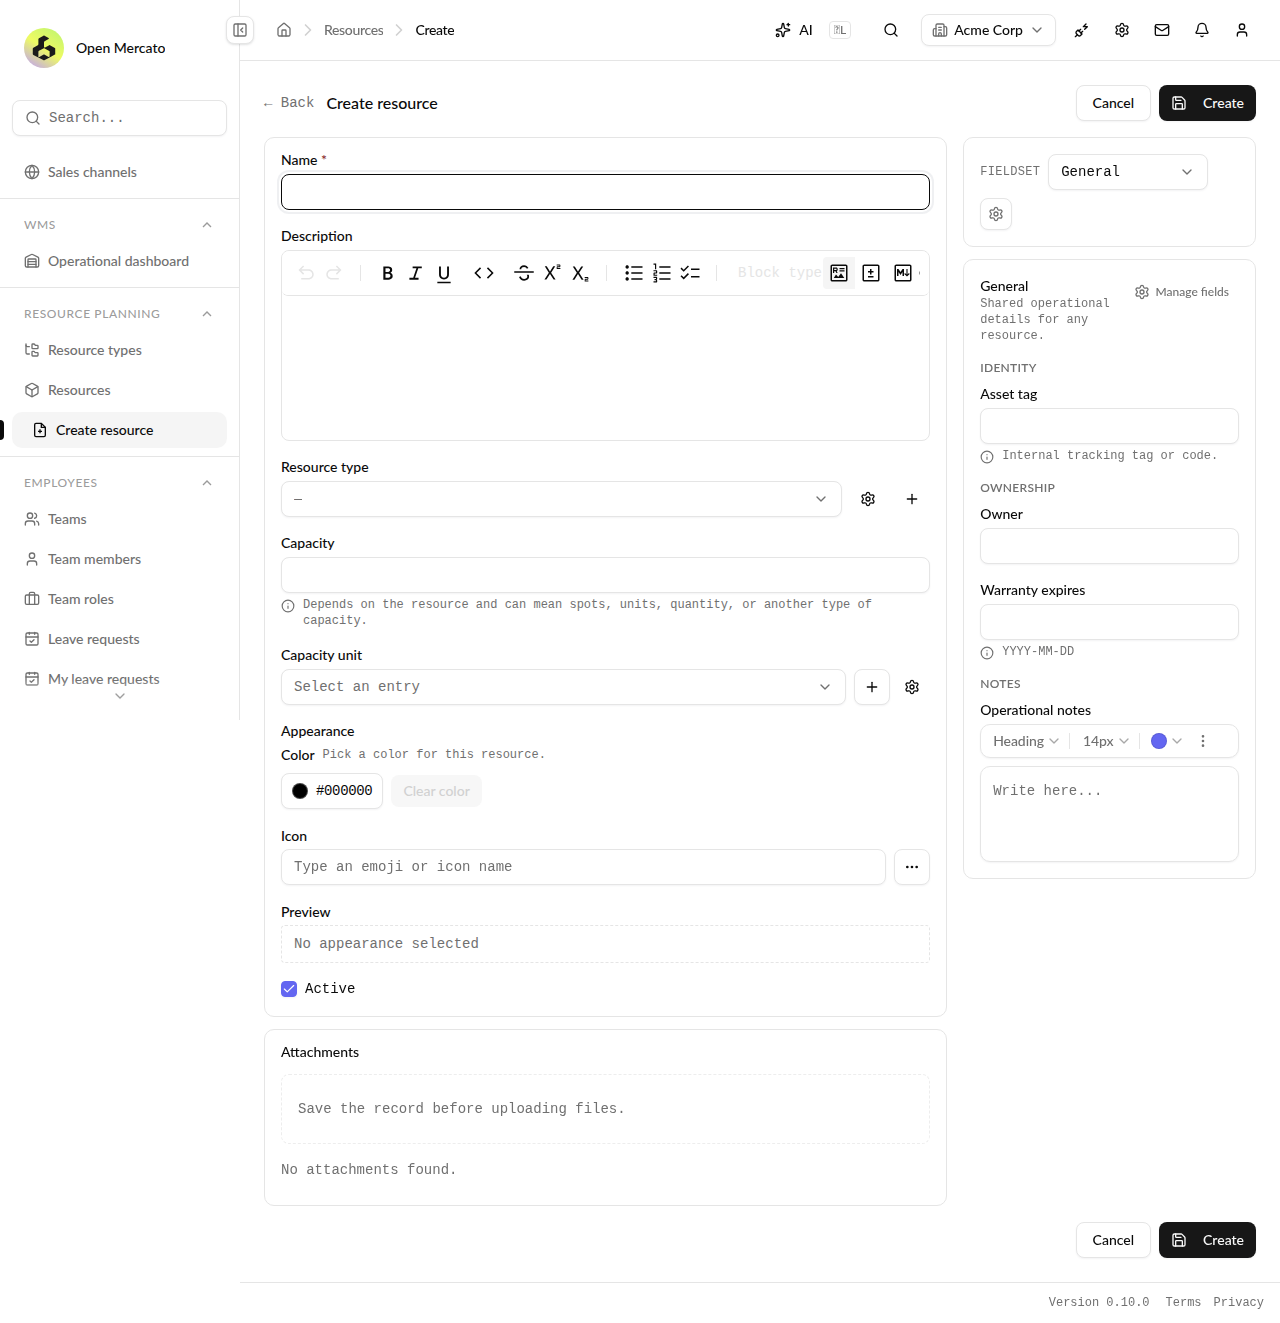 Open Mercato
Search...
Sales channels
WMS
Operational dashboard
RESOURCE PLANNING
Resource types
Resources
Create resource
EMPLOYEES
Teams
Team members
Team roles
Leave requests
My leave requests
Resources
Create
AI
L
Acme Corp
← Back
Create resource
Cancel
Create
Name *
Description
Block type
Resource type
—
Capacity
Depends on the resource and can mean spots, units, quantity, or another type of
capacity.
Capacity unit
Select an entry
Appearance
Color Pick a color for this resource.
#000000
Clear color
Icon
Type an emoji or icon name
Preview
No appearance selected
Active
Attachments
Save the record before uploading files.
No attachments found.
FIELDSET
General
General
Manage fields
Shared operational
details for any
resource.
IDENTITY
Asset tag
Internal tracking tag or code.
OWNERSHIP
Owner
Warranty expires
YYYY-MM-DD
NOTES
Operational notes
Heading
14px
Write here...
Cancel
Create
Version 0.10.0
Terms
Privacy